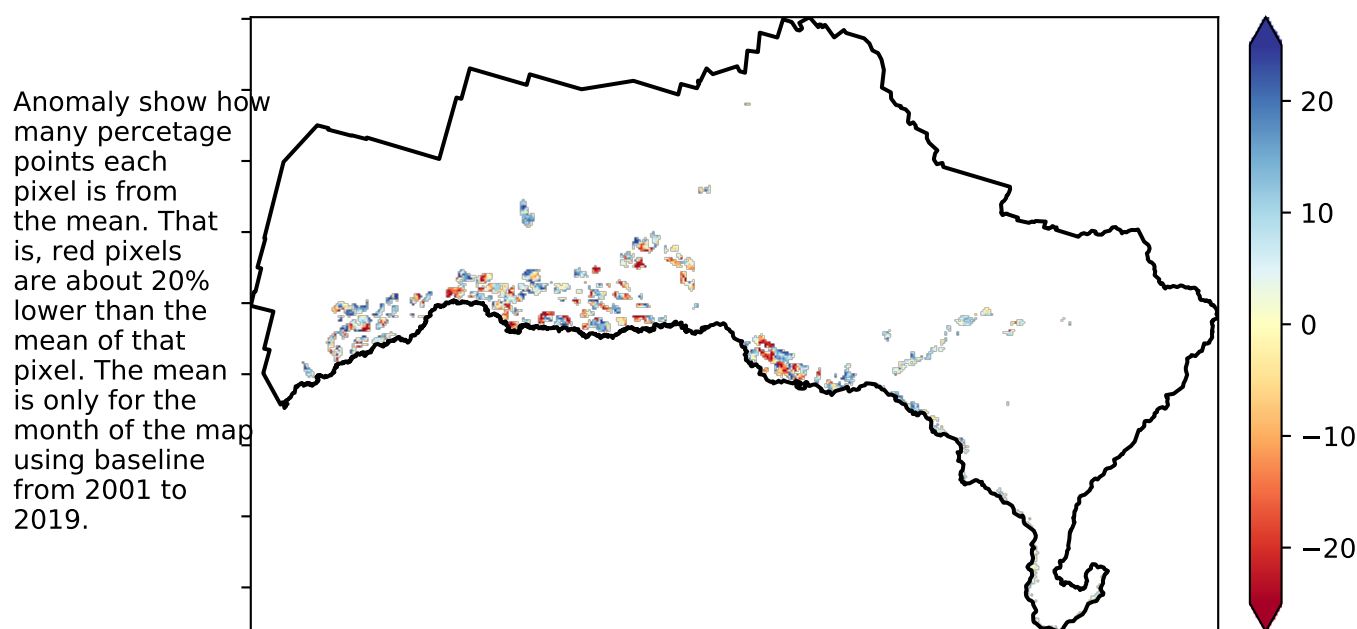 Anomaly show how
many percetage
points each
pixel is from
the mean. That
is, red pixels
are about 20%
lower than the
mean of that
pixel. The mean
is only for the
month of the map
using baseline
from 2001 to
2019.
20
10
0
−10
−20